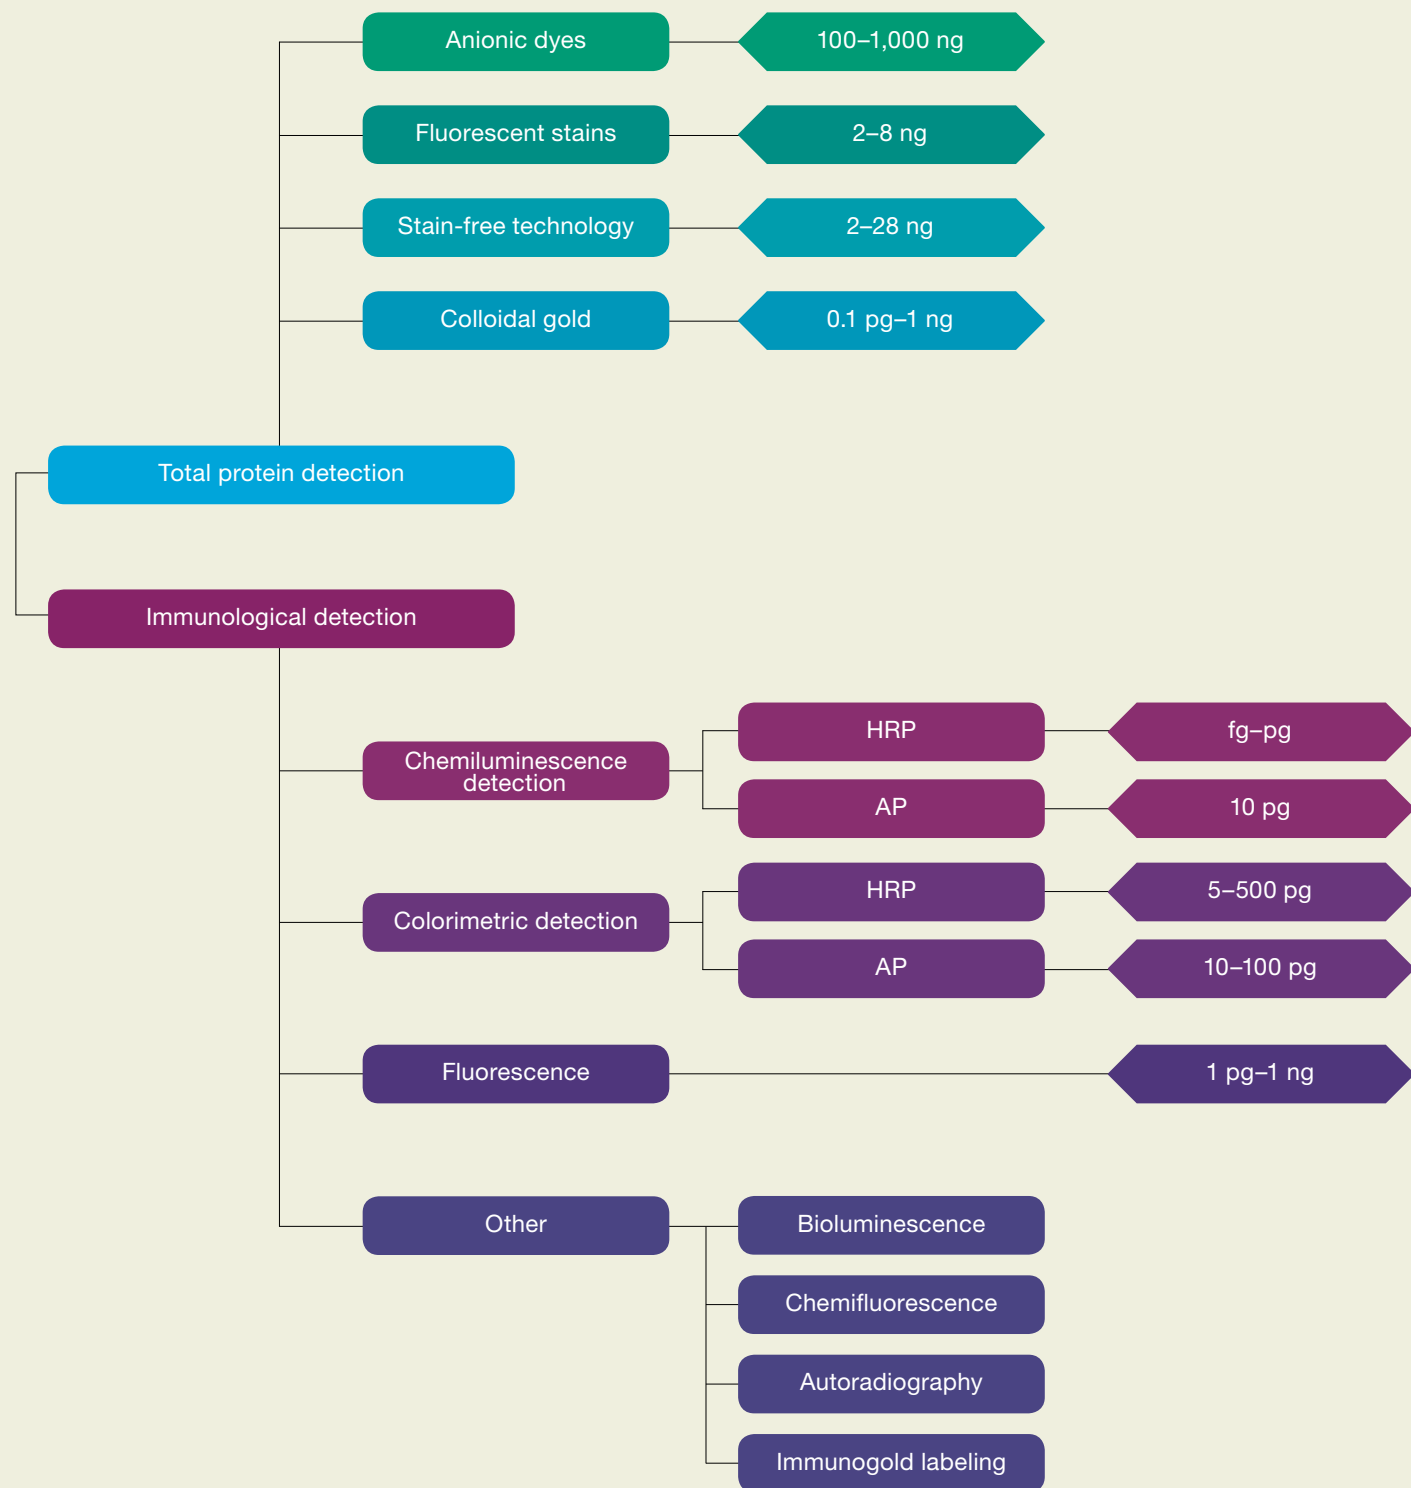 Anionic dyes
100–1,000 ng
Fluorescent stains
2–8 ng
Stain-free technology
2–28 ng
Colloidal gold
0.1 pg–1 ng
Total protein detection
Immunological detection
Chemiluminescence
detection
HRP
fg–pg
AP
10 pg
Colorimetric detection
HRP
5–500 pg
AP
10–100 pg
Fluorescence
1 pg–1 ng
Other
Bioluminescence
Chemifluorescence
Autoradiography
Immunogold labeling